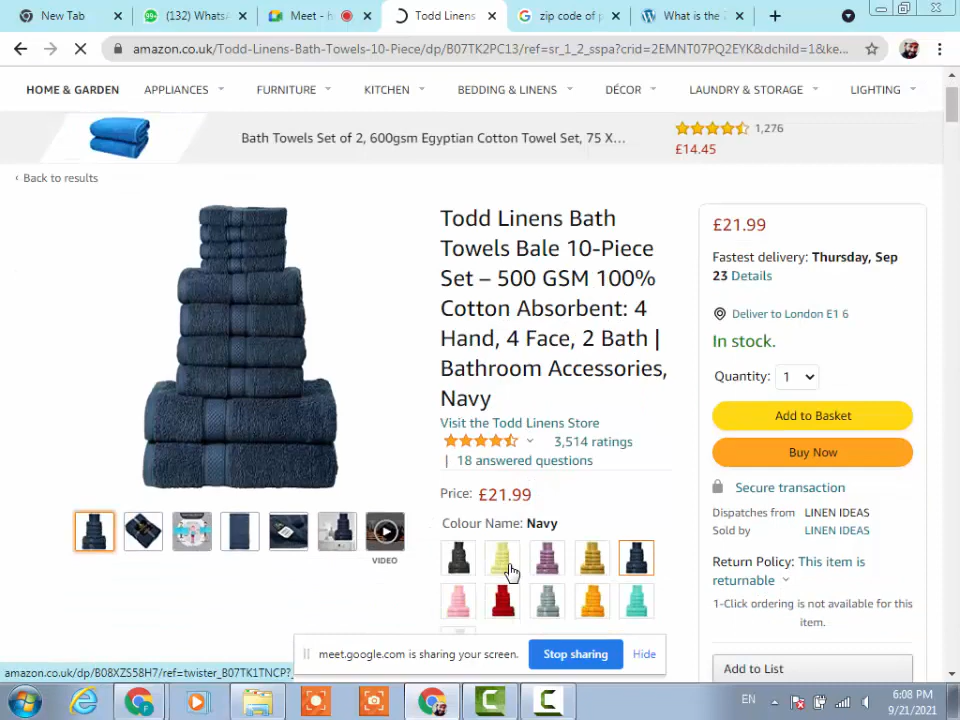 New Tab
(132) Whats
Meet - h
Todd Linens
zip code of p
What is the
amazon.co.uk/Todd-Linens-Bath-Towels-10-Piece/dp/B07TK2PC13/ref=sr_1_2_sspa?crid=2EMNT07PQ2EYK&dchild=1&ke...
HOME & GARDEN
APPLIANCES
FURNITURE
KITCHEN
BEDDING & LINENS
DÉCOR
LAUNDRY & STORAGE
LIGHTING
Bath Towels Set of 2, 600gsm Egyptian Cotton Towel Set, 75 X...
1,276
£14.45
‹ Back to results
Todd Linens Bath
Towels Bale 10-Piece
Set – 500 GSM 100%
Cotton Absorbent: 4
Hand, 4 Face, 2 Bath |
Bathroom Accessories,
Navy
Visit the Todd Linens Store
3,514 ratings
| 18 answered questions
Price: £21.99
Colour Name: Navy
VIDEO
£21.99
Fastest delivery: Thursday, Sep
23 Details
Deliver to London E1 6
In stock.
Quantity: 1
Add to Basket
Buy Now
Secure transaction
Dispatches from LINEN IDEAS
Sold by LINEN IDEAS
Return Policy: This item is
returnable
1-Click ordering is not available for this
item.
Add to List
meet.google.com is sharing your screen.
Stop sharing
Hide
amazon.co.uk/dp/B08XZS58H7/ref=twister_B07TK1TNCP?
EN
6:08 PM
9/21/2021